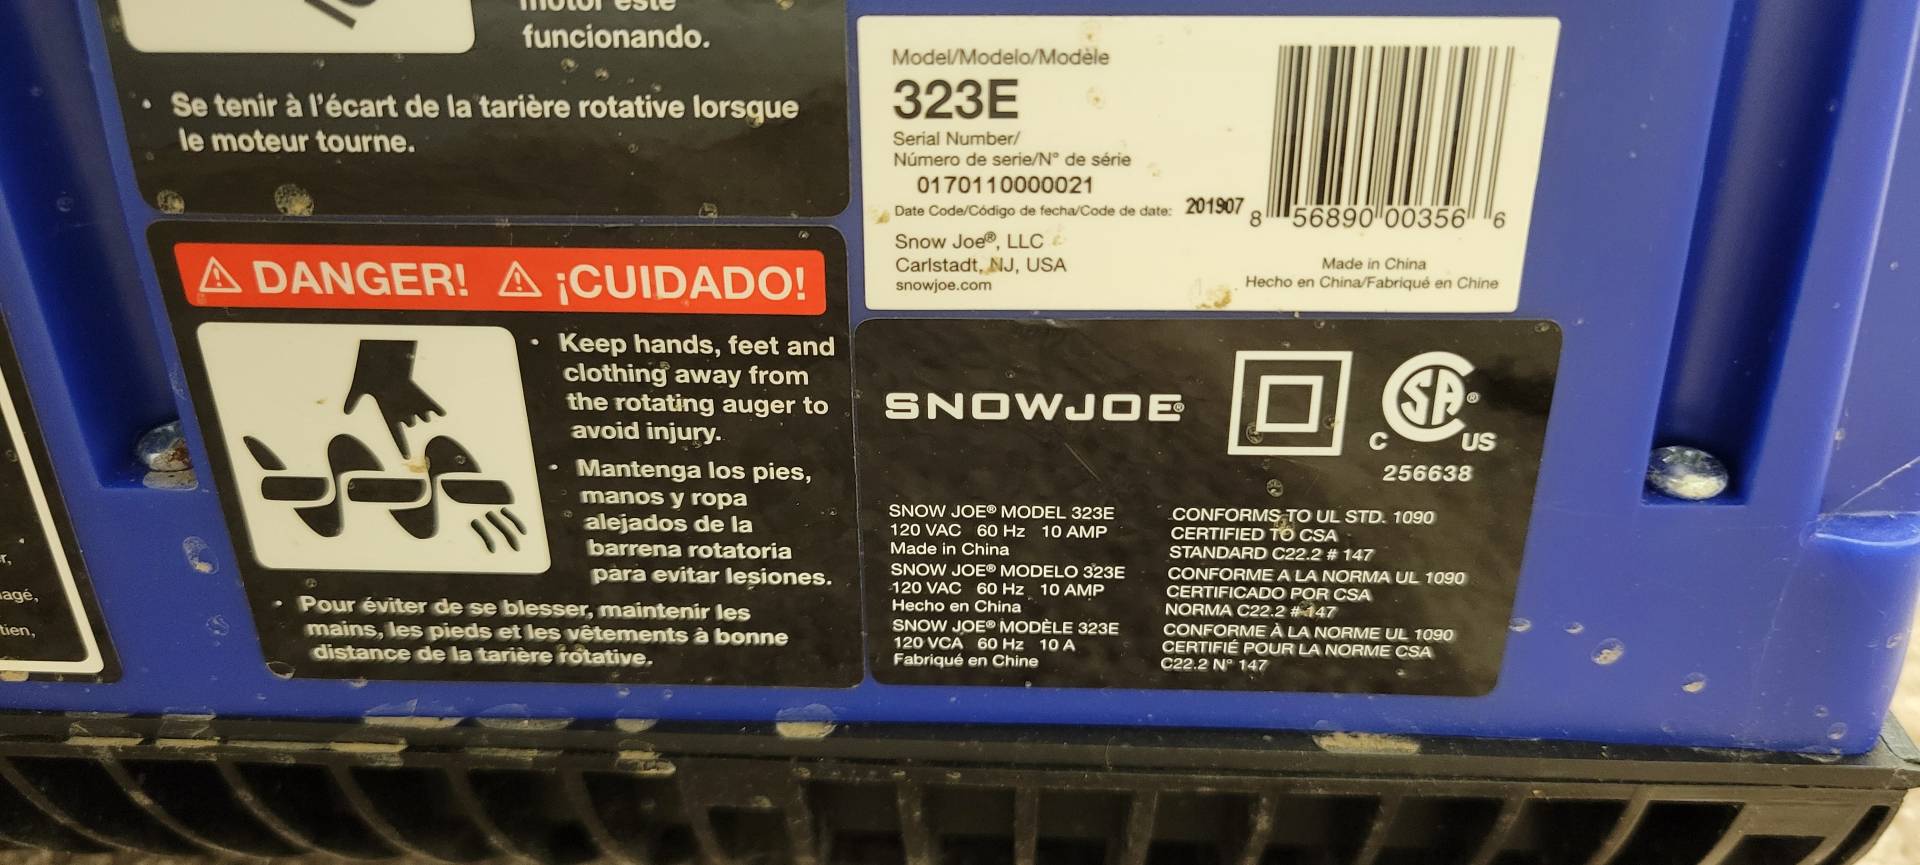 motor esté
funcionando.
• Se tenir à l'écart de la tarière rotative lorsque
le moteur tourne.
⚠ DANGER! ⚠ ¡CUIDADO!
• Keep hands, feet and
clothing away from
the rotating auger to
avoid injury.
• Mantenga los pies,
manos y ropa
alejados de la
barrena rotatoria
para evitar lesiones.
• Pour éviter de se blesser, maintenir les
mains, les pieds et les vêtements à bonne
distance de la tarière rotative.
Model/Modelo/Modèle
323E
Serial Number/
Número de serie/N° de série
0170110000021
Date Code/Código de fecha/Code de date: 201907
8 56890 00356 6
Snow Joe®, LLC
Carlstadt, NJ, USA
snowjoe.com
Made in China
Hecho en China/Fabriqué en Chine
SNOWJOE®
CSA®
C US
256638
SNOW JOE® MODEL 323E
120 VAC 60 Hz 10 AMP
Made in China
SNOW JOE® MODELO 323E
120 VAC 60 Hz 10 AMP
Hecho en China
SNOW JOE® MODÈLE 323E
120 VCA 60 Hz 10 A
Fabriqué en Chine
CONFORMS TO UL STD. 1090
CERTIFIED TO CSA
STANDARD C22.2 # 147
CONFORME A LA NORMA UL 1090
CERTIFICADO POR CSA
NORMA C22.2 # 147
CONFORME À LA NORME UL 1090
CERTIFIÉ POUR LA NORME CSA
C22.2 N° 147